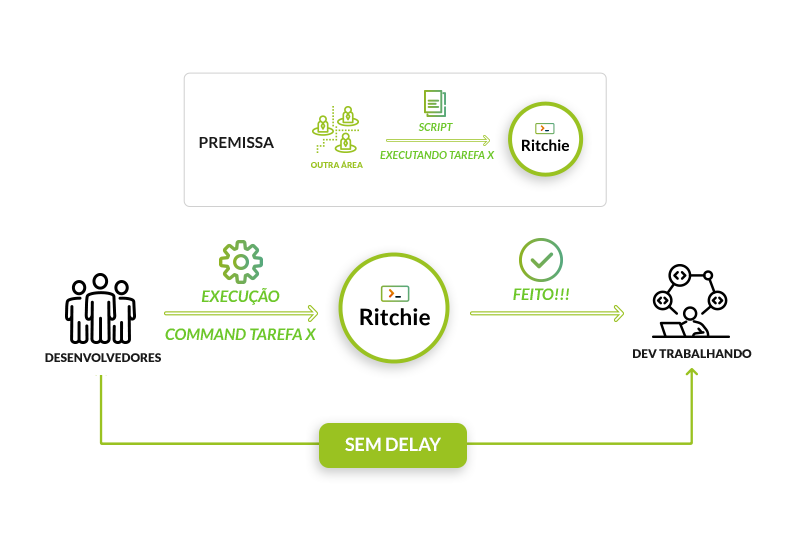 PREMISSA
OUTRA ÁREA
SCRIPT
EXECUTANDO TAREFA X
Ritchie
EXECUÇÃO
COMMAND TAREFA X
Ritchie
FEITO!!!
DESENVOLVEDORES
DEV TRABALHANDO
SEM DELAY